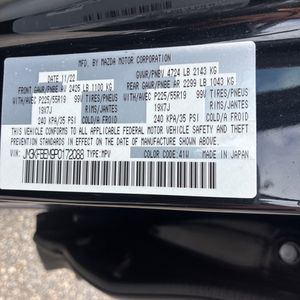 MFD BY MAZDA MOTOR CORPORATION
DATE 11/22 GVWR/PNBV 4724 LB 2143 KG
FRONT GAWR/PNBE AV 2425 LB 1100 KG REAR GAWR/PNBE AR 2299 LB 1043 KG
WITH/AVEC P225/55R19 99V TIRES/PNEUS WITH/AVEC P225/55R19 99V TIRES/PNEUS
19X7J RIMS/JANTES 19X7J RIMS/JANTES
240 KPA/35 PSI COLD/A FROID 240 KPA/35 PSI COLD/A FROID
THIS VEHICLE CONFORMS TO ALL APPLICABLE FEDERAL MOTOR VEHICLE
SAFETY, BUMPER, AND THEFT PREVENTION STANDARDS IN EFFECT
ON THE DATE OF MANUFACTURE SHOWN ABOVE.
TYPE:MPV
COLOR CODE: 41W MADE IN JAPAN